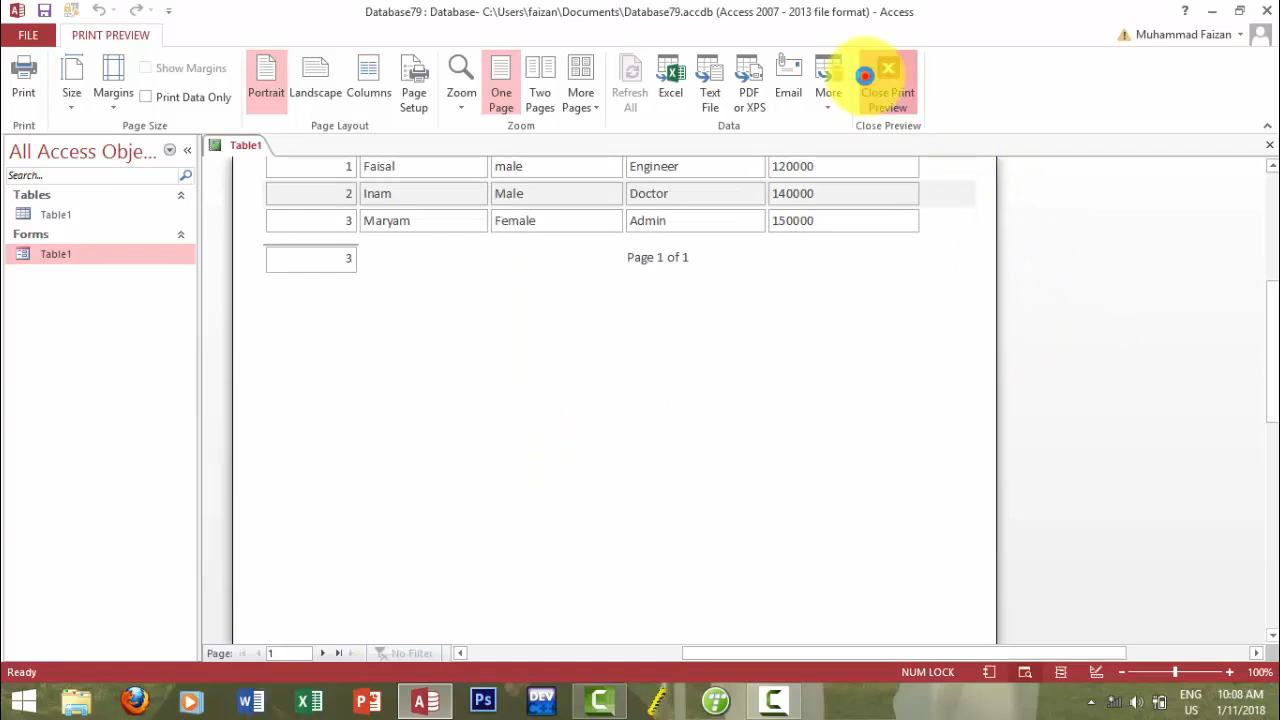 Database79 : Database- C:\Users\faizan\Documents\Database79.accdb (Access 2007 - 2013 file format) - Access
FILE PRINT PREVIEW Muhammad Faizan
Print Size Margins Show Margins Print Data Only Portrait Landscape Columns Page Setup Zoom One Page Two Pages More Pages Refresh All Excel Text File PDF or XPS Email More Close Print Preview
Print Page Size Page Layout Zoom Data Close Preview
All Access Obje...
Search...
Tables
Table1
Forms
Table1
Table1
1 Faisal male Engineer 120000
2 Inam Male Doctor 140000
3 Maryam Female Admin 150000
3 Page 1 of 1
Page: 1 No Filter
Ready NUM LOCK 100%
DEV
ENG 10:08 AM
US 1/11/2018